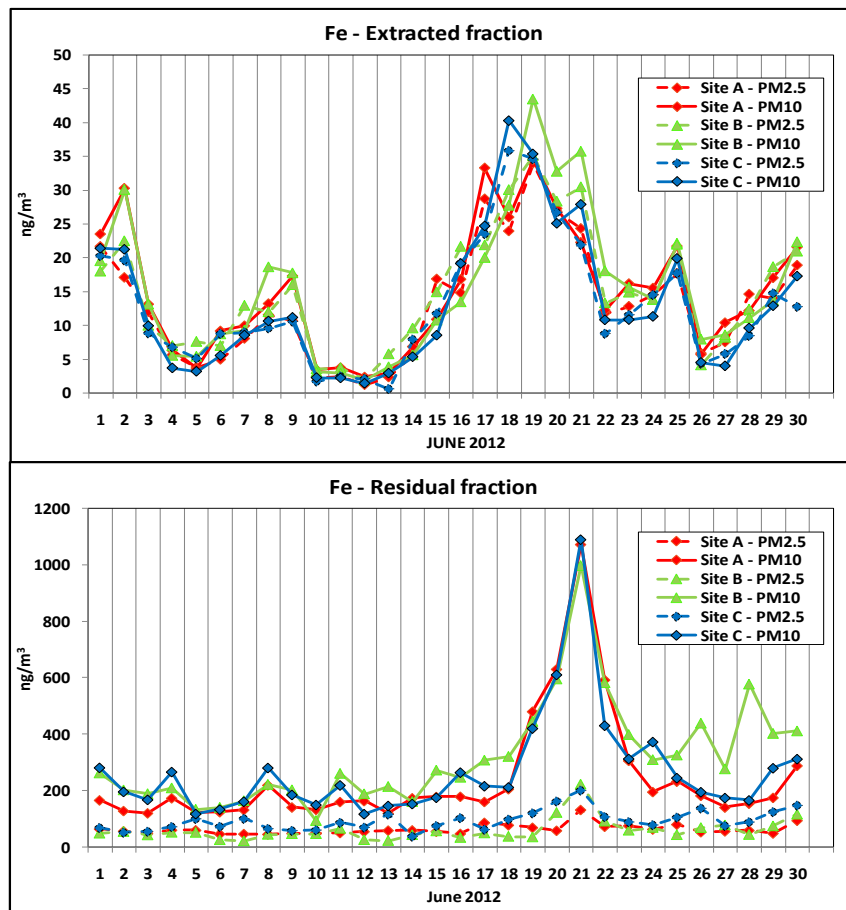 Fe - Extracted fraction
50
45
40
35
30
25
20
15
10
5
0
ng/m³
Site A - PM2.5
Site A - PM10
Site B - PM2.5
Site B - PM10
Site C - PM2.5
Site C - PM10
1 2 3 4 5 6 7 8 9 10 11 12 13 14 15 16 17 18 19 20 21 22 23 24 25 26 27 28 29 30
JUNE 2012
Fe - Residual fraction
1200
1000
800
600
400
200
0
ng/m³
Site A - PM2.5
Site A - PM10
Site B - PM2.5
Site B - PM10
Site C - PM2.5
Site C - PM10
1 2 3 4 5 6 7 8 9 10 11 12 13 14 15 16 17 18 19 20 21 22 23 24 25 26 27 28 29 30
June 2012